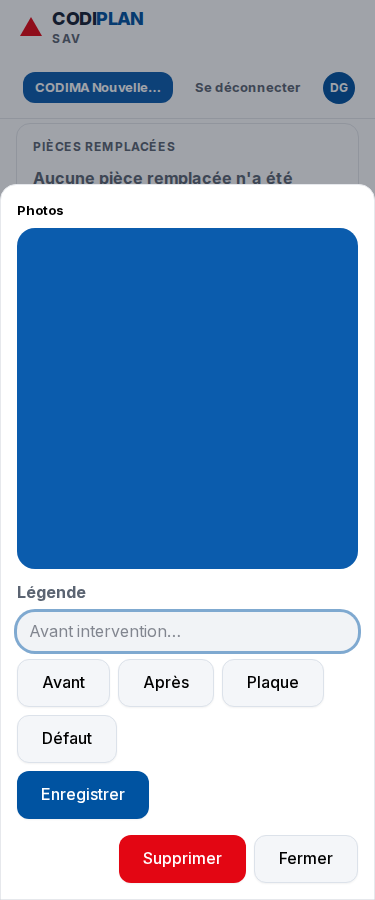 CODIPLAN
SAV
CODIMA Nouvelle...
Se déconnecter
DG
PIÈCES REMPLACÉES
Aucune pièce remplacée n'a été
Photos
Légende
Avant intervention...
Avant
Après
Plaque
Défaut
Enregistrer
Supprimer
Fermer